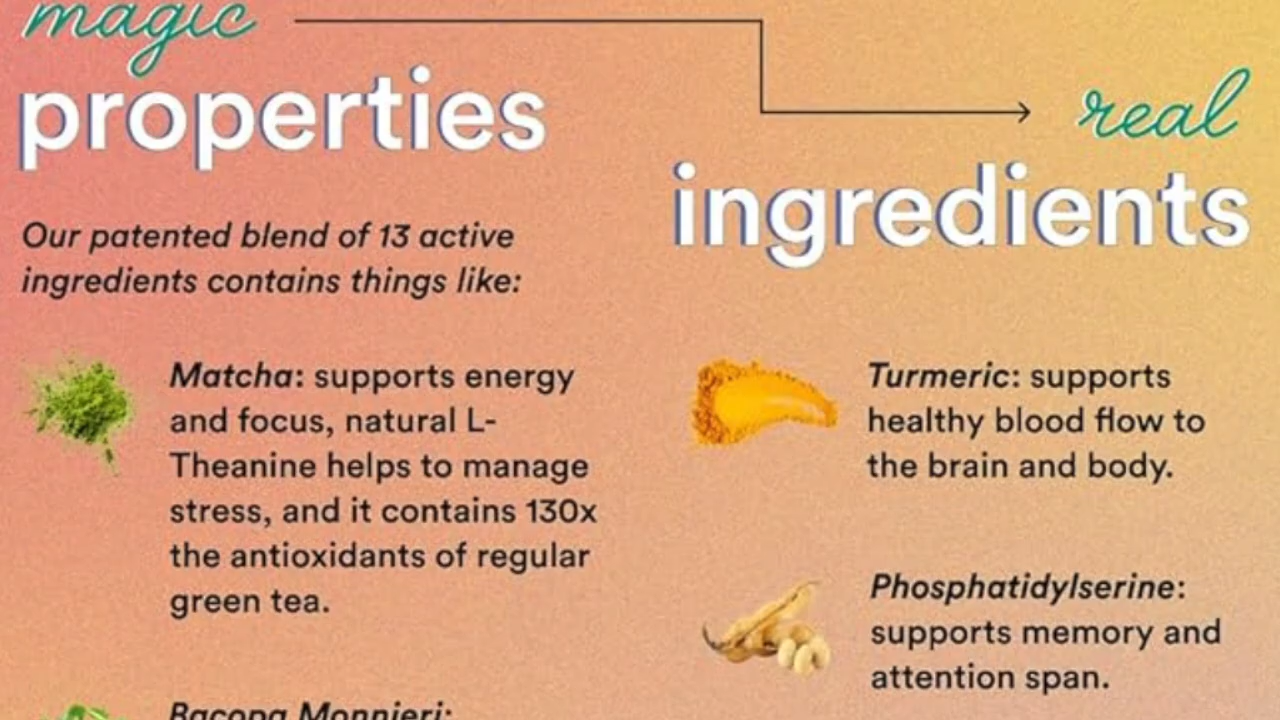 magic
properties
real
ingredients
Our patented blend of 13 active
ingredients contains things like:
Matcha: supports energy
and focus, natural L-
Theanine helps to manage
stress, and it contains 130x
the antioxidants of regular
green tea.
Bacopa Monnieri:
Turmeric: supports
healthy blood flow to
the brain and body.
Phosphatidylserine:
supports memory and
attention span.